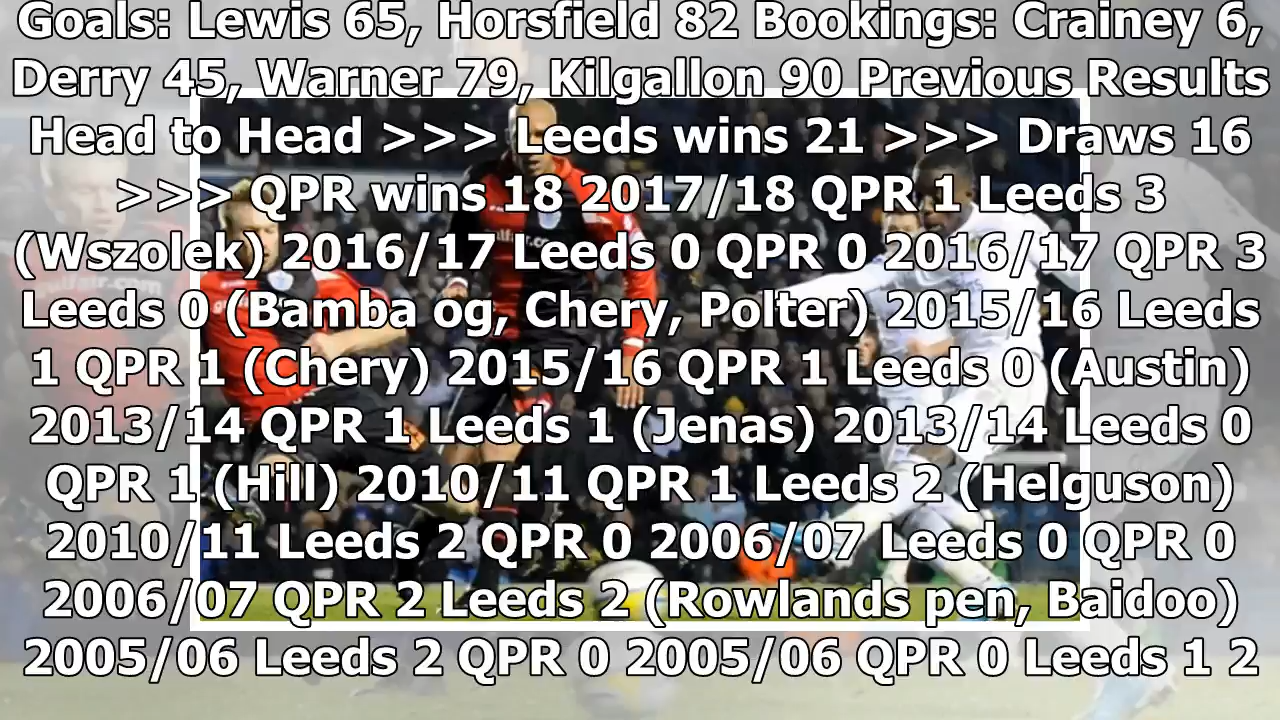 Goals: Lewis 65, Horsfield 82 Bookings: Crainey 6,
Derry 45, Warner 79, Kilgallon 90 Previous Results
Head to Head >>> Leeds wins 21 >>> Draws 16
>>> QPR wins 18 2017/18 QPR 1 Leeds 3
(Wszolek) 2016/17 Leeds 0 QPR 0 2016/17 QPR 3
Leeds 0 (Bamba og, Chery, Polter) 2015/16 Leeds
1 QPR 1 (Chery) 2015/16 QPR 1 Leeds 0 (Austin)
2013/14 QPR 1 Leeds 1 (Jenas) 2013/14 Leeds 0
QPR 1 (Hill) 2010/11 QPR 1 Leeds 2 (Helguson)
2010/11 Leeds 2 QPR 0 2006/07 Leeds 0 QPR 0
2006/07 QPR 2 Leeds 2 (Rowlands pen, Baidoo)
2005/06 Leeds 2 QPR 0 2005/06 QPR 0 Leeds 1 2